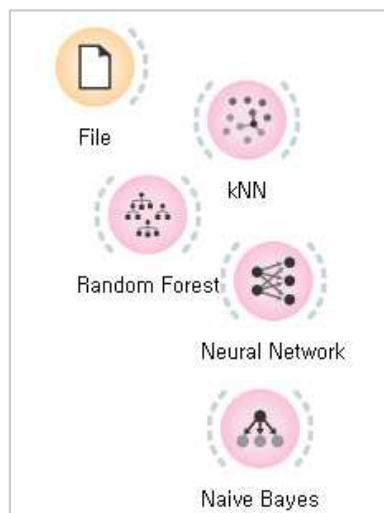 File
kNN
Random Forest
Neural Network
Naive Bayes